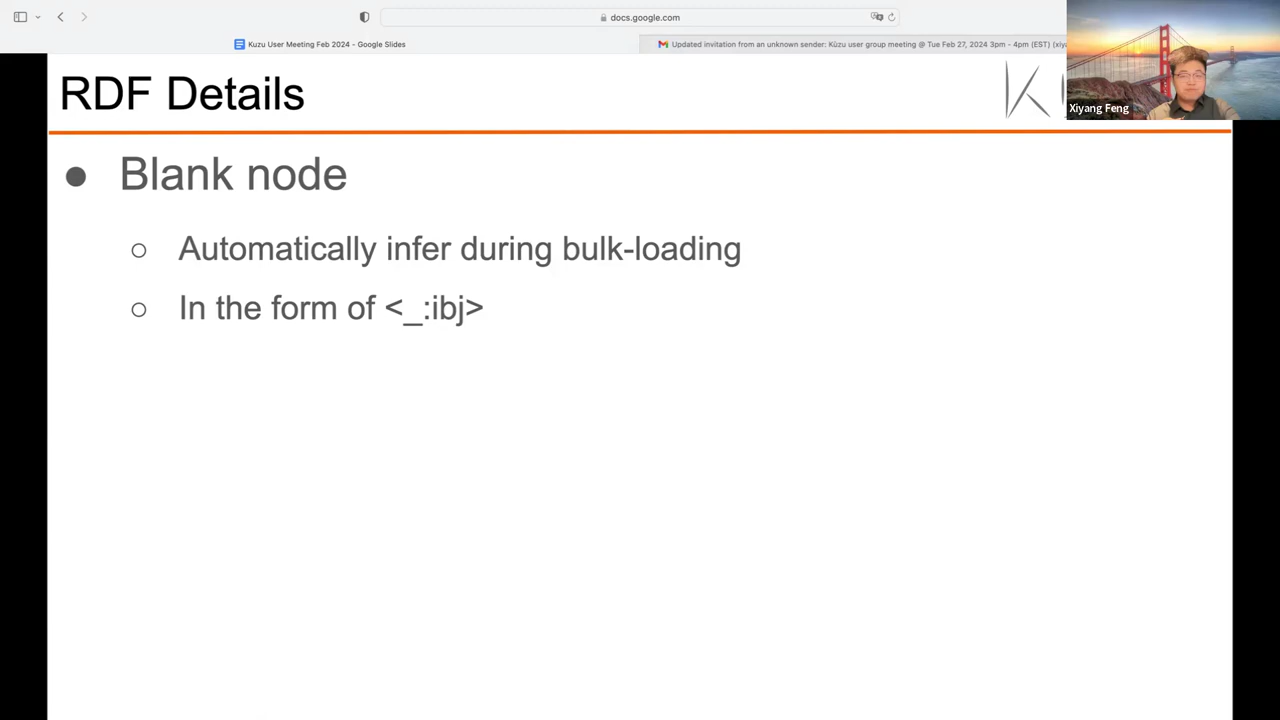 docs.google.com
Kuzu User Meeting Feb 2024 - Google Slides
Updated invitation from an unknown sender: Kùzu user group meeting @ Tue Feb 27, 2024 3pm - 4pm (EST) (xiy
RDF Details
K
Xiyang Feng
● Blank node
○ Automatically infer during bulk-loading
○ In the form of <_:ibj>